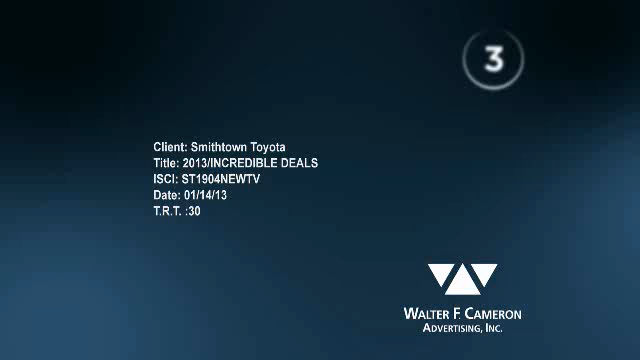 3
Client: Smithtown Toyota
Title: 2013/INCREDIBLE DEALS
ISCI: ST1904NEWTV
Date: 01/14/13
T.R.T. :30
WALTER F. CAMERON
ADVERTISING, INC.